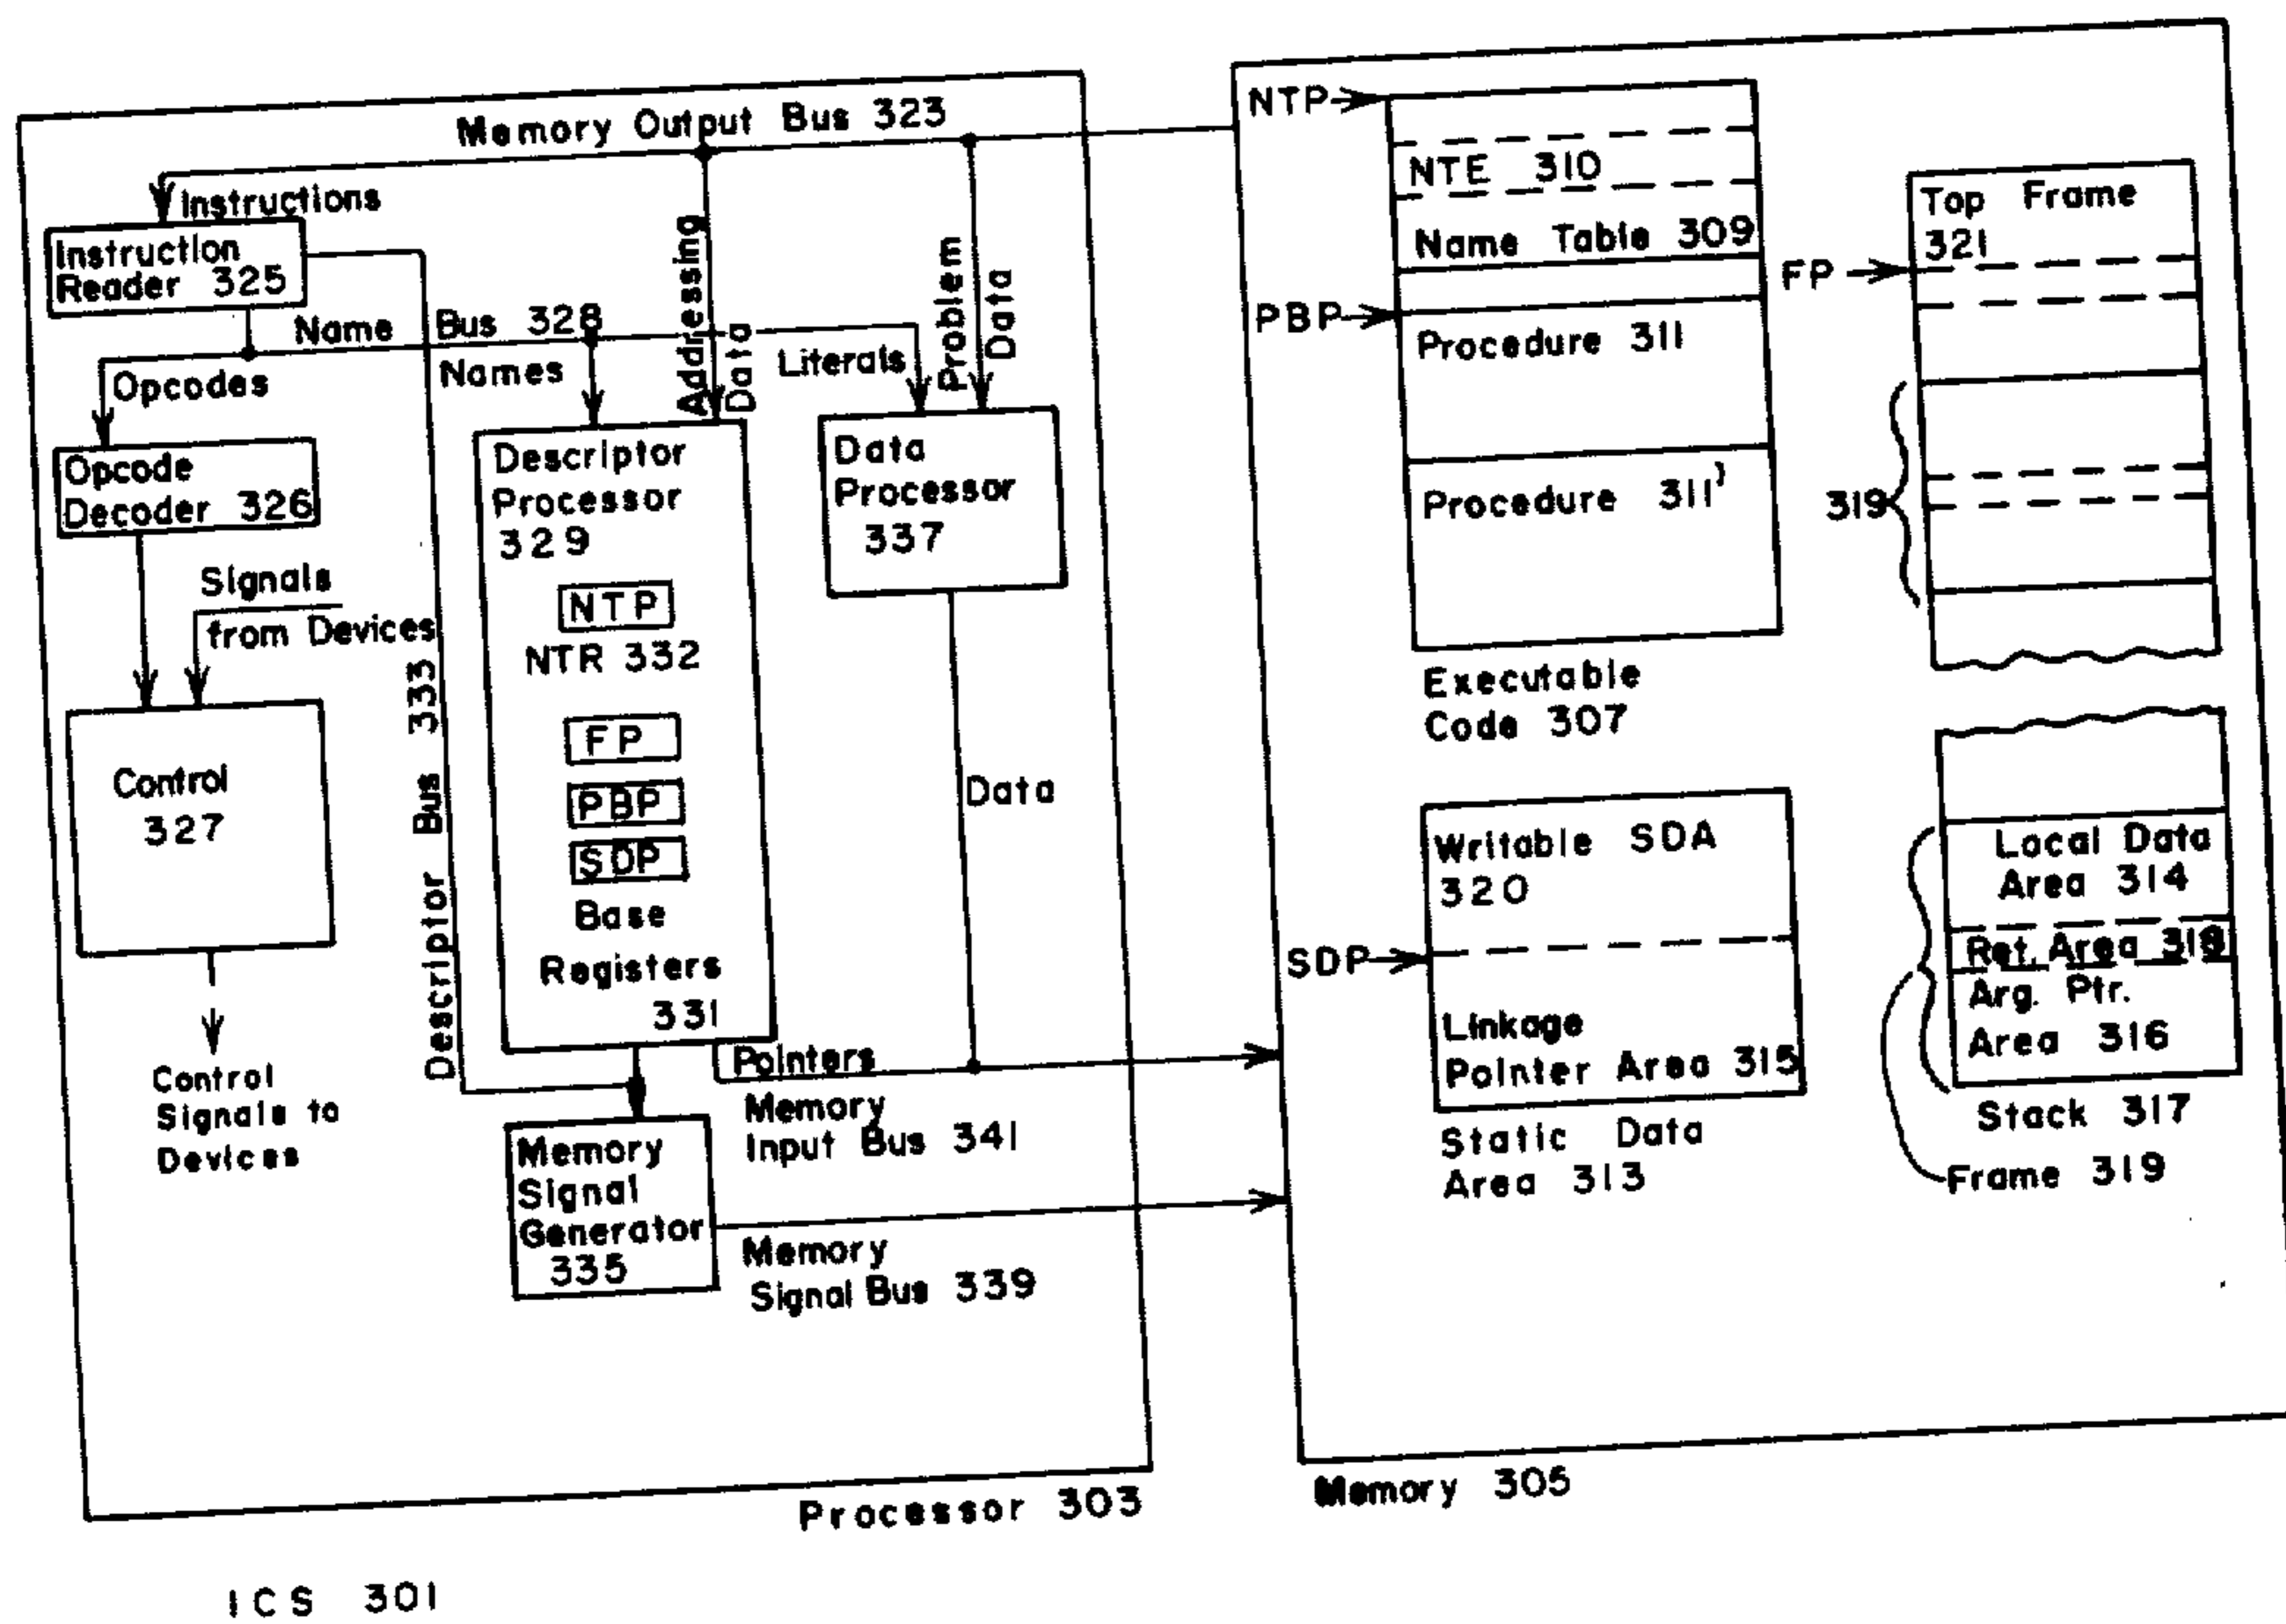 Memory Output Bus 323
Instructions
Instruction
Reader 325
Name Bus 328
Names
Opcodes
Addressing
Data
Literals
Problem
Data
Opcode
Decoder 326
Signals
from Devices
Control
327
Control
Signals to
Devices
Descriptor Bus 333
Descriptor
Processor
329
NTP
NTR 332
FP
PBP
SDP
Base
Registers
331
Data
Processor
337
Data
Pointers
Memory
Input Bus 341
Memory
Signal
Generator
335
Memory
Signal Bus 339
Processor 303
NTP
NTE 310
Name Table 309
PBP
Procedure 311
Procedure 311'
Executable
Code 307
Writable SDA
320
SDP
Linkage
Pointer Area 315
Static Data
Area 313
Top Frame
321
FP
319
Local Data
Area 314
Ret. Area 318
Arg. Ptr.
Area 316
Stack 317
Frame 319
Memory 305
ICS 301